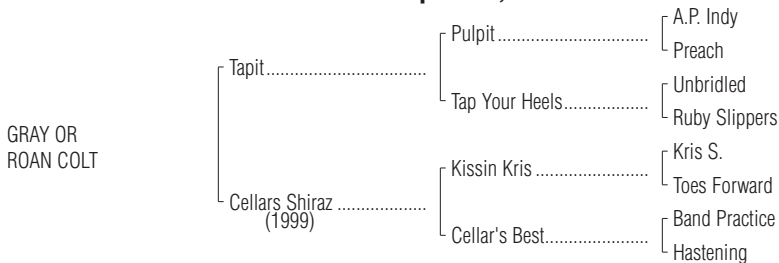 A.P. Indy
Pulpit
Preach
Tapit
Unbridled
Tap Your Heels
Ruby Slippers
GRAY OR
ROAN COLT
Kris S.
Kissin Kris
Toes Forward
Cellars Shiraz
(1999)
Band Practice
Cellar's Best
Hastening